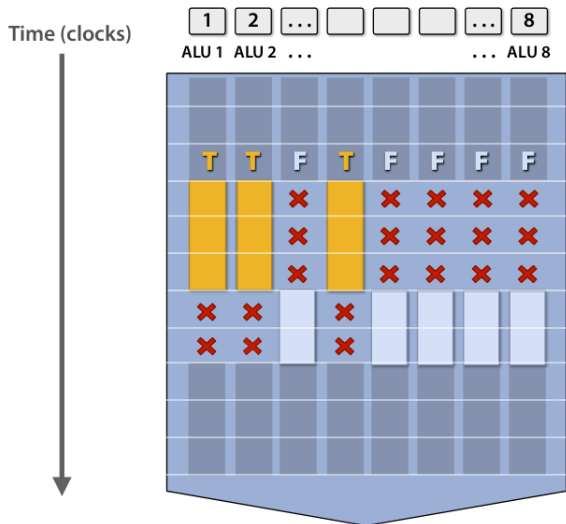 1 2 ... ... 8
Time (clocks)
ALU 1 ALU 2 ... ... ALU 8
T T F T F F F F